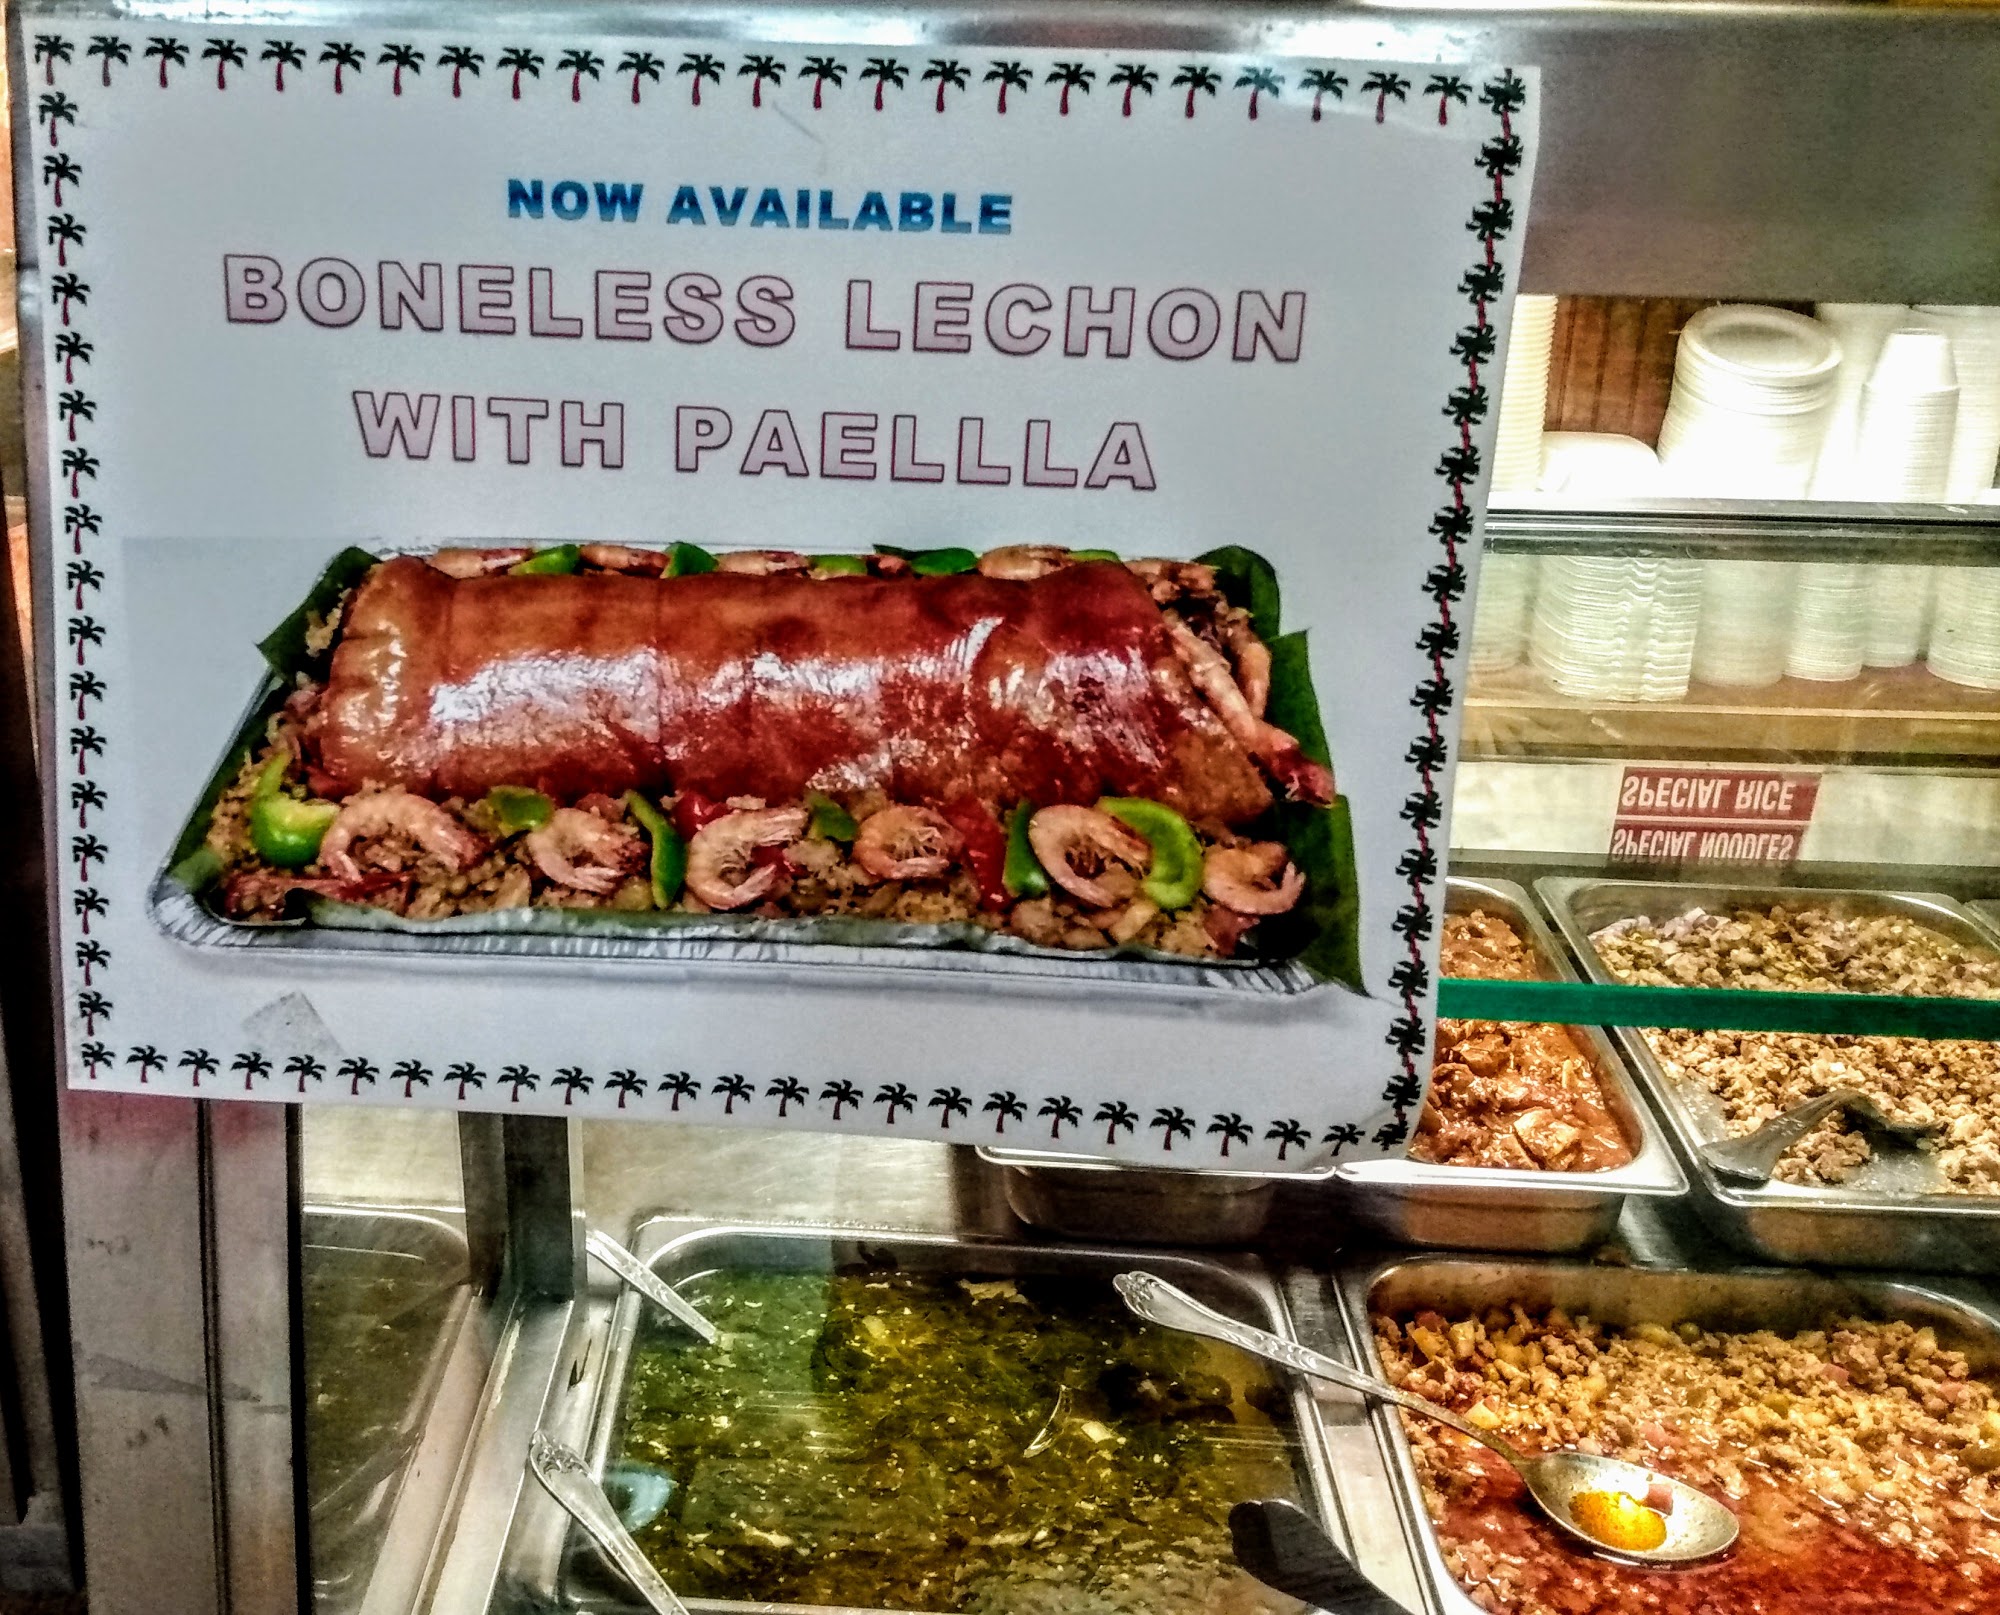 NOW AVAILABLE
BONELESS LECHON
WITH PAELLLA
SPECIAL RICE
SPECIAL NOODLES